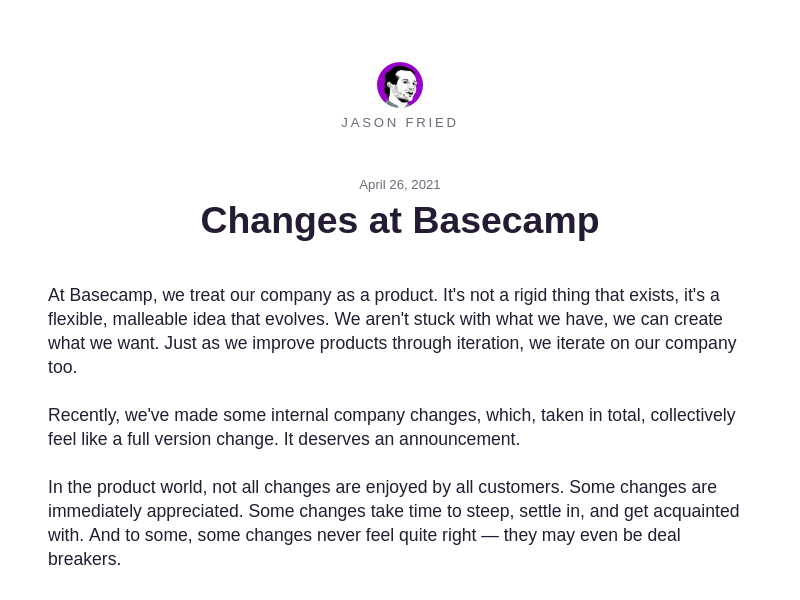 JASON FRIED
April 26, 2021
Changes at Basecamp
At Basecamp, we treat our company as a product. It's not a rigid thing that exists, it's a
flexible, malleable idea that evolves. We aren't stuck with what we have, we can create
what we want. Just as we improve products through iteration, we iterate on our company
too.
Recently, we've made some internal company changes, which, taken in total, collectively
feel like a full version change. It deserves an announcement.
In the product world, not all changes are enjoyed by all customers. Some changes are
immediately appreciated. Some changes take time to steep, settle in, and get acquainted
with. And to some, some changes never feel quite right — they may even be deal
breakers.